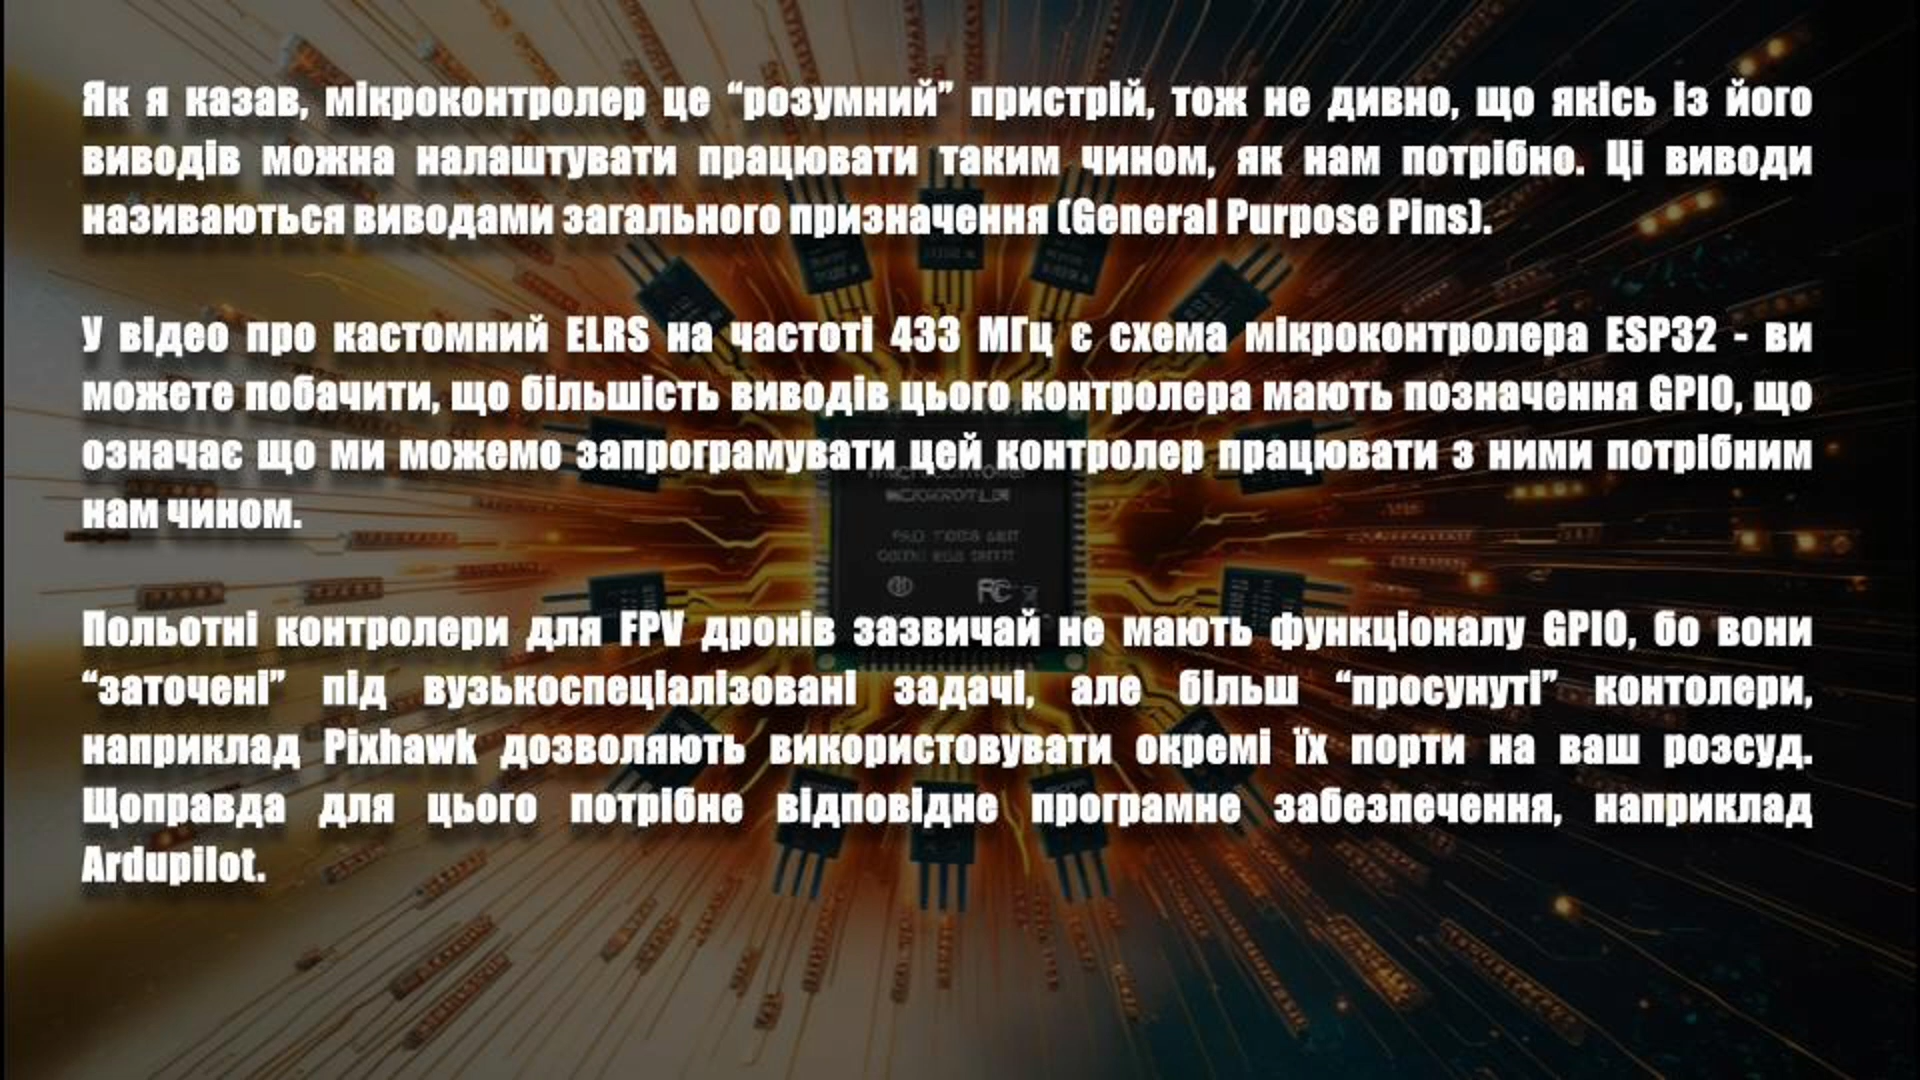 Як я казав, мікроконтролер це “розумний” пристрій, тож не дивно, що якісь із його
виводів можна налаштувати працювати таким чином, як нам потрібно. Ці виводи
називаються виводами загального призначення (General Purpose Pins).
У відео про кастомний ELRS на частоті 433 МГц є схема мікроконтролера ESP32 - ви
можете побачити, що більшість виводів цього контролера мають позначення GPIO, що
означає що ми можемо запрограмувати цей контролер працювати з ними потрібним
нам чином.
Польотні контролери для FPV дронів зазвичай не мають функціоналу GPIO, бо вони
“заточені” під вузькоспеціалізовані задачі, але більш “просунуті” контолери,
наприклад Pixhawk дозволяють використовувати окремі їх порти на ваш розсуд.
Щоправда для цього потрібне відповідне програмне забезпечення, наприклад
Ardupilot.